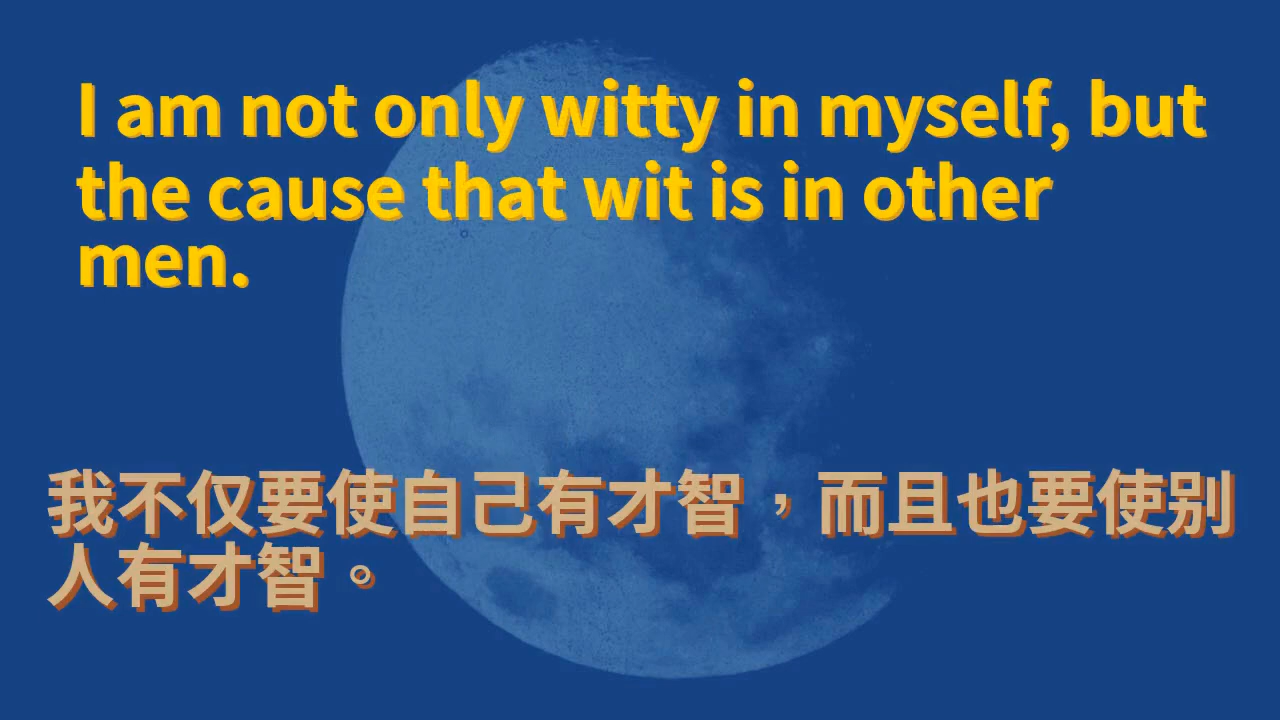 I am not only witty in myself, but
the cause that wit is in other
men.
我不仅要使自己有才智，而且也要使别
人有才智。